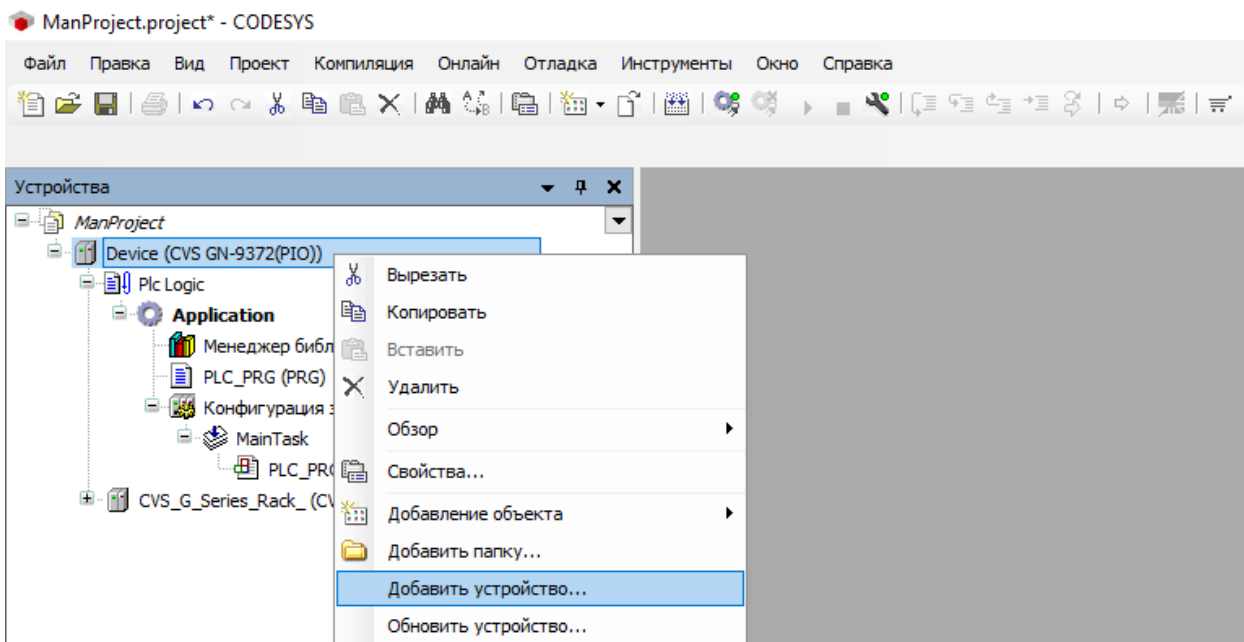 ManProject.project* - CODESYS
Файл Правка Вид Проект Компиляция Онлайн Отладка Инструменты Окно Справка
Устройства
ManProject
Device (CVS GN-9372(PIO))
Plc Logic
Application
Менеджер библ
PLC_PRG (PRG)
Конфигурация з
MainTask
PLC_PRG
CVS_G_Series_Rack_ (CV
Вырезать
Копировать
Вставить
Удалить
Обзор
Свойства...
Добавление объекта
Добавить папку...
Добавить устройство...
Обновить устройство...